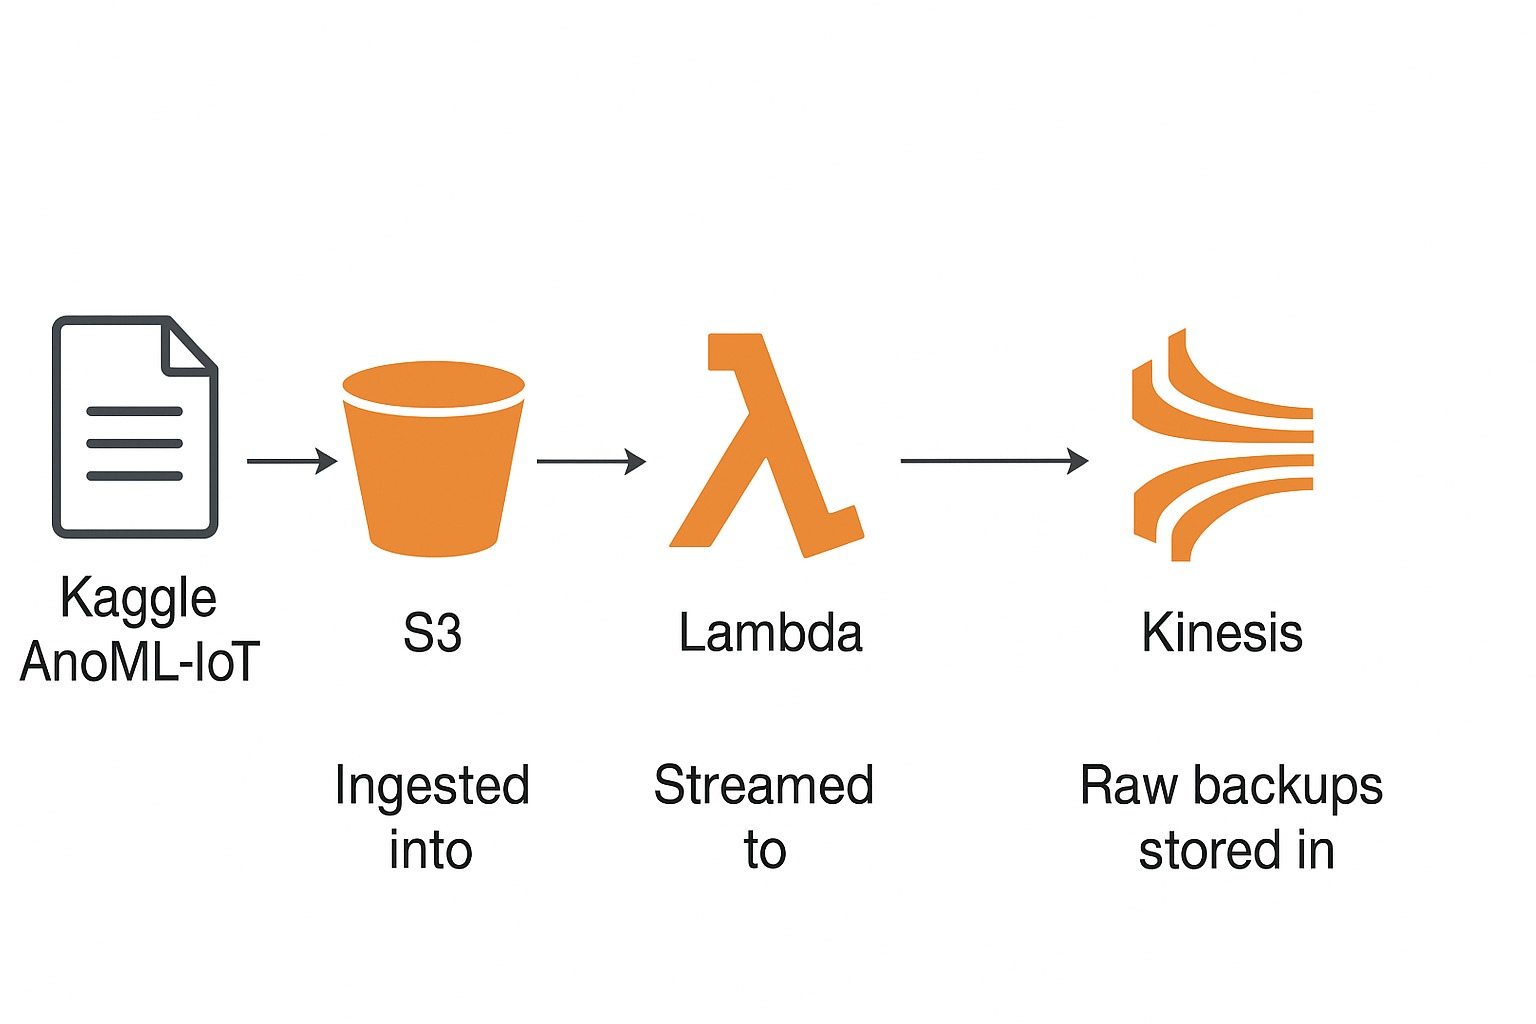 Kaggle
AnoML-IoT
S3
Lambda
Kinesis
Ingested
into
Streamed
to
Raw backups
stored in